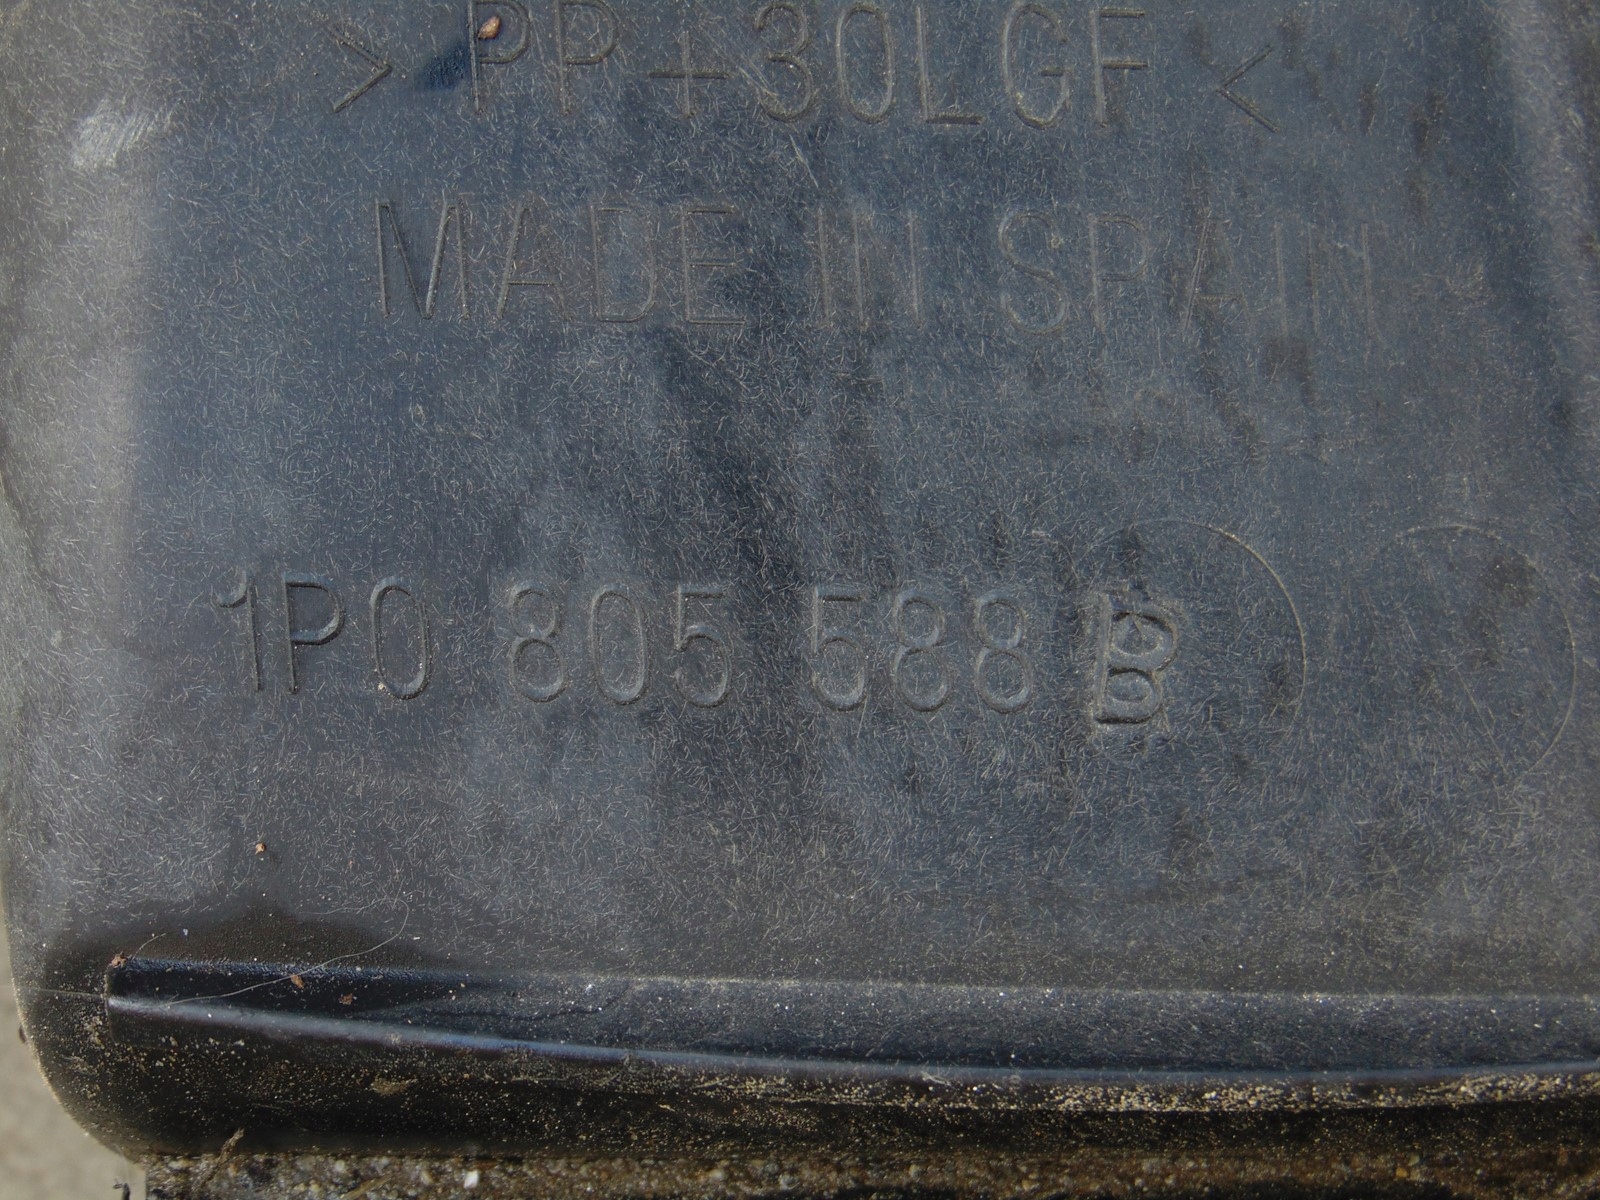 >PP+30LGF<
MADE IN SPAIN
1P0 805 588 B